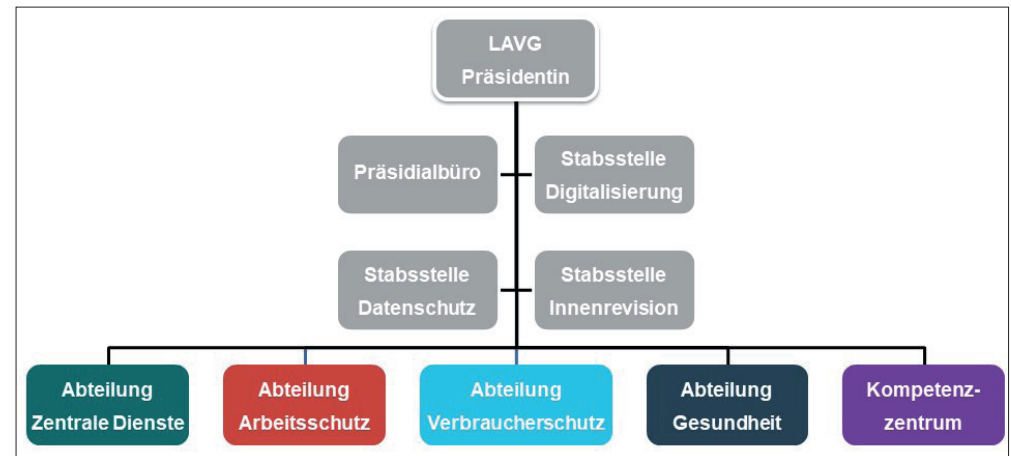 LAVG
Präsidentin
Präsidialbüro
Stabsstelle
Digitalisierung
Stabsstelle
Datenschutz
Stabsstelle
Innenrevision
Abteilung
Zentrale Dienste
Abteilung
Arbeitsschutz
Abteilung
Verbraucherschutz
Abteilung
Gesundheit
Kompetenz-
zentrum